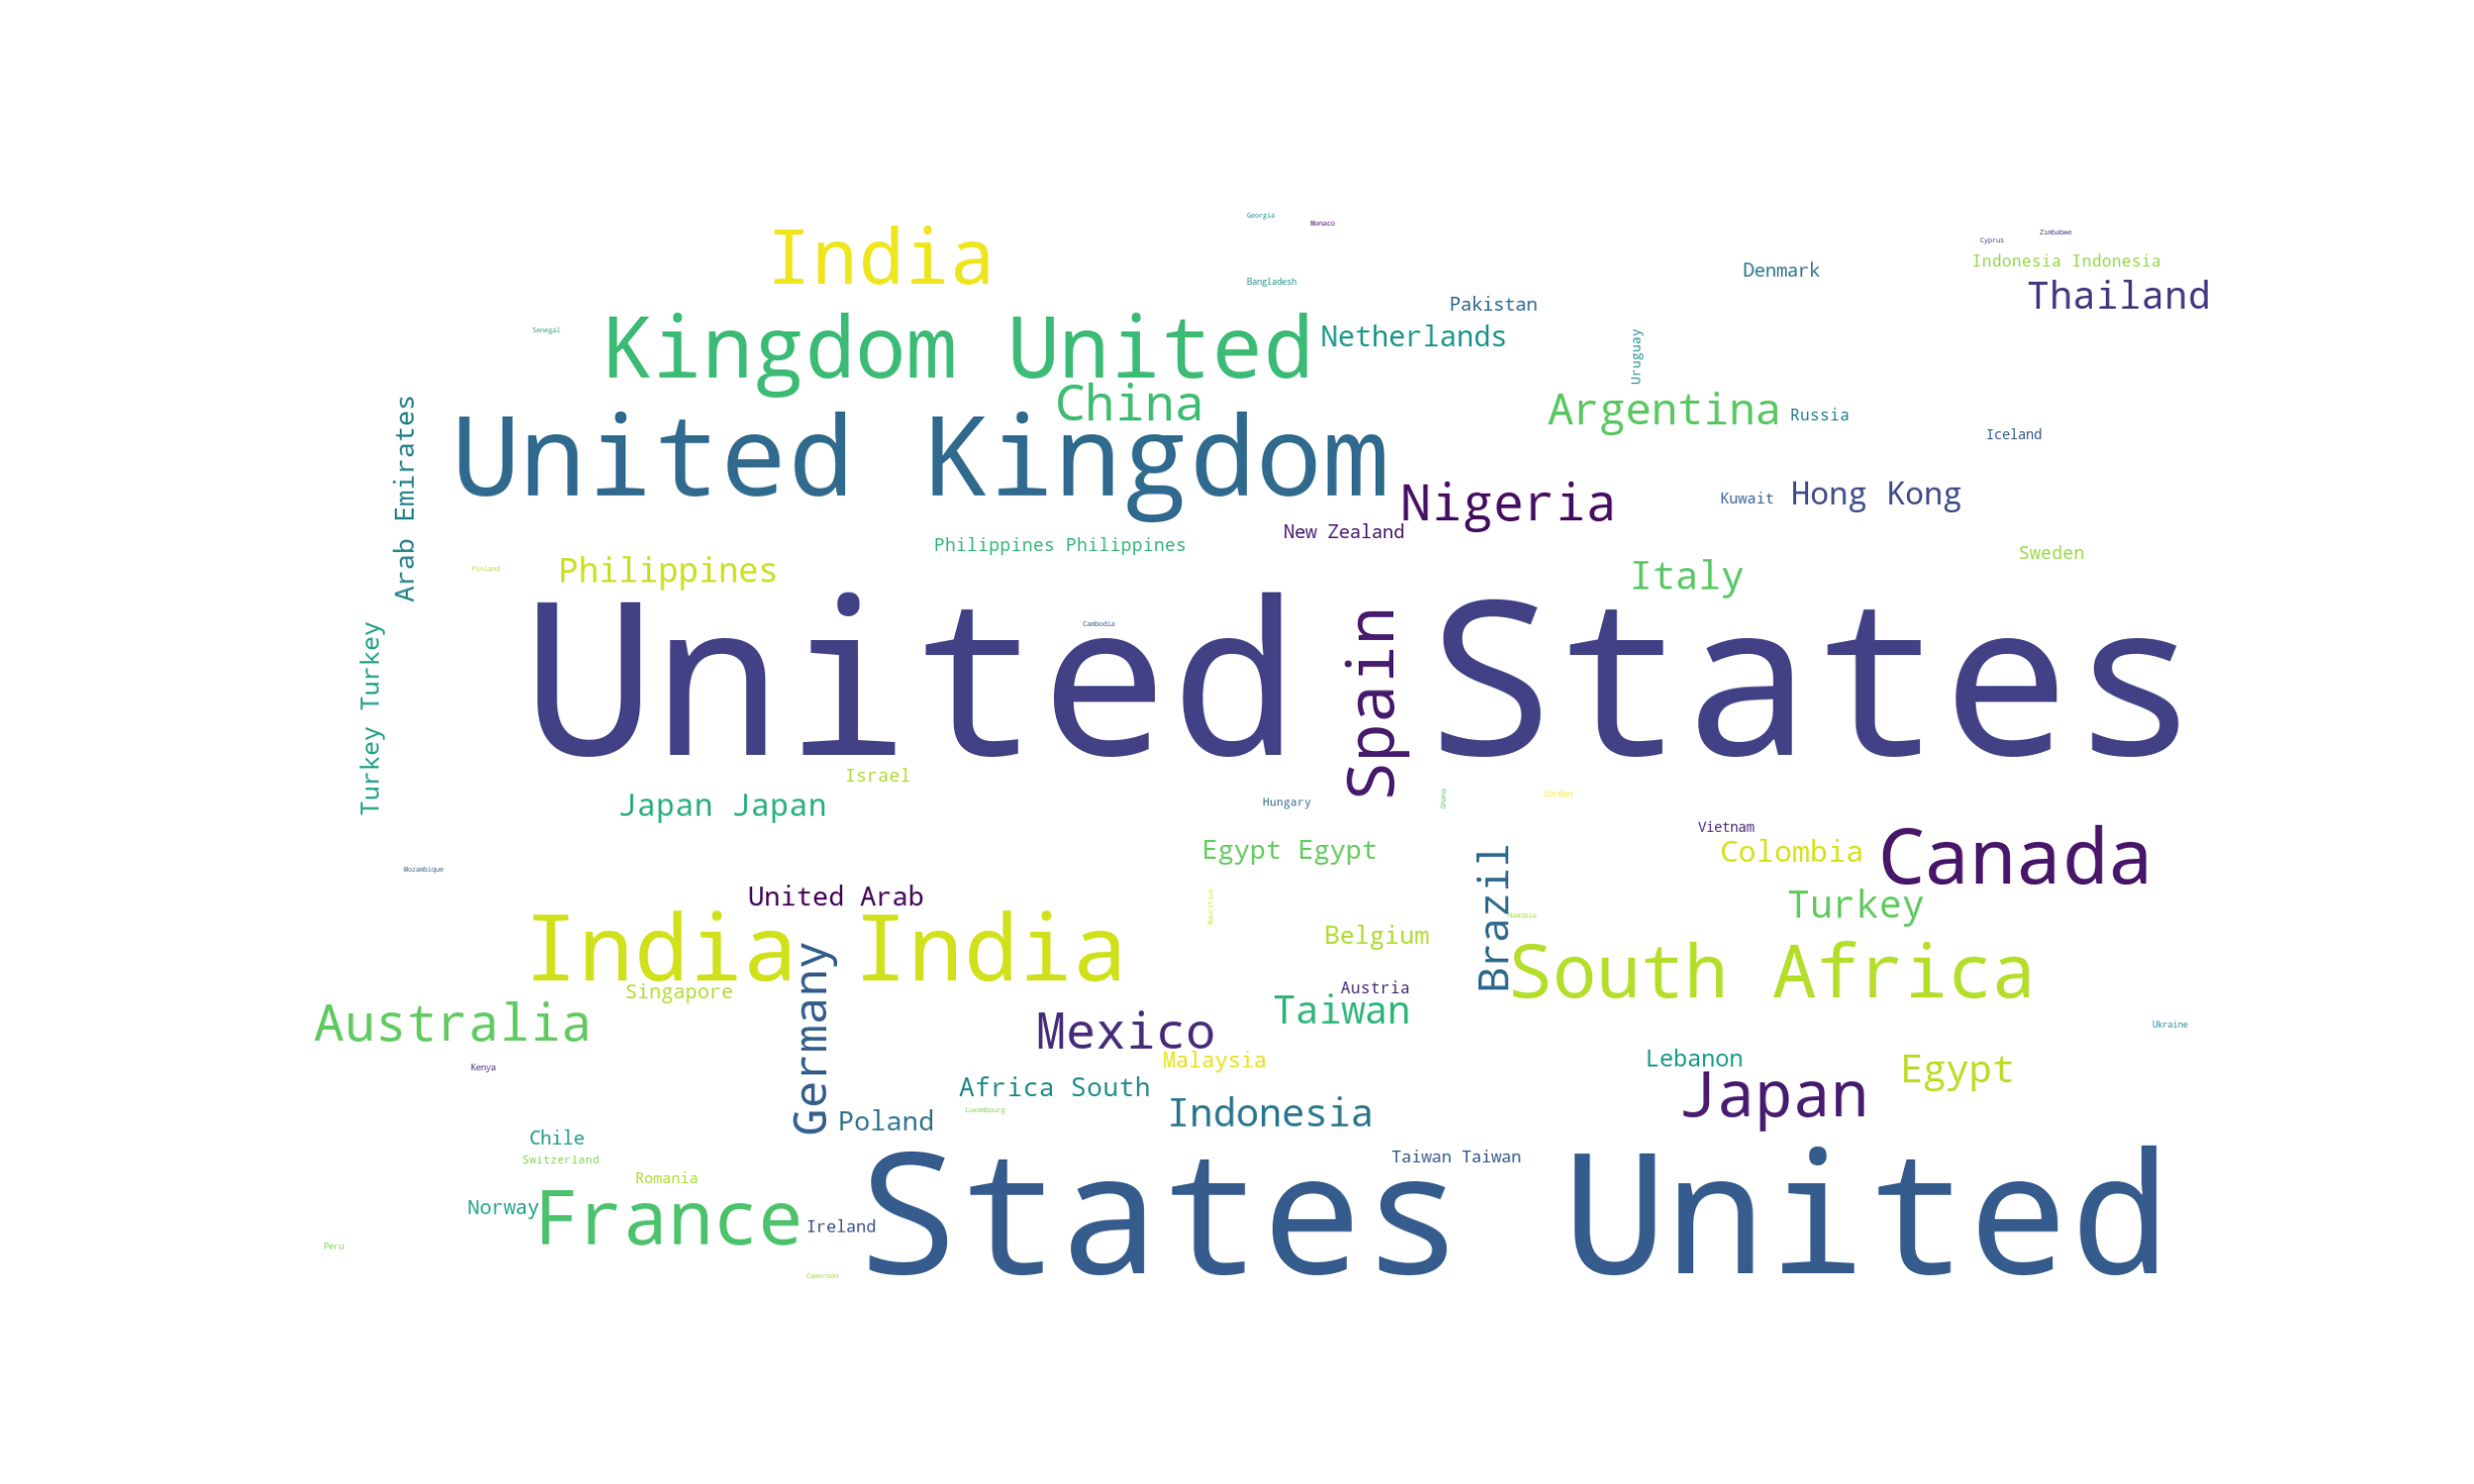 Georgia
Monaco
Zimbabwe
Cyprus
India
Indonesia Indonesia
Denmark
Bangladesh
Thailand
Pakistan
Senegal
Kingdom United
Netherlands
Uruguay
China
Argentina
Russia
Iceland
United Kingdom
Arab Emirates
Nigeria
Kuwait
Hong Kong
New Zealand
Philippines Philippines
Sweden
Finland
Philippines
Italy
Cambodia
United States
Spain
Turkey Turkey
Israel
Japan Japan
Hungary
Ghana
Jordan
Vietnam
Egypt Egypt
Colombia
Canada
Mozambique
United Arab
Mauritius
Brazil
Namibia
Turkey
India India
Belgium
South Africa
Singapore
Austria
Australia
Germany
Mexico
Taiwan
Ukraine
Malaysia
Lebanon
Egypt
Kenya
Africa South
Japan
Luxembourg
Poland
Indonesia
Chile
Switzerland
Taiwan Taiwan
Romania
Norway
France
Ireland
States United
Peru
Cameroon